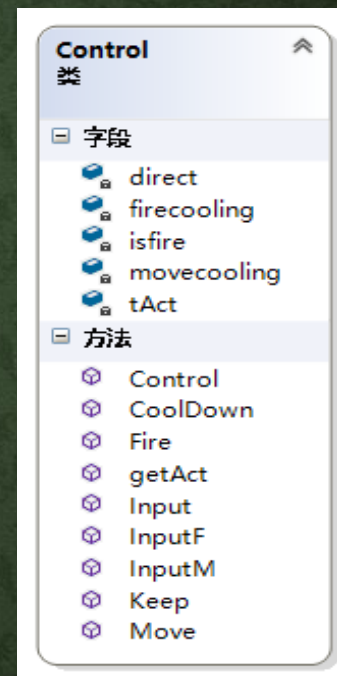 Control
类
字段
direct
firecooling
isfire
movecooling
tAct
方法
Control
CoolDown
Fire
getAct
Input
InputF
InputM
Keep
Move